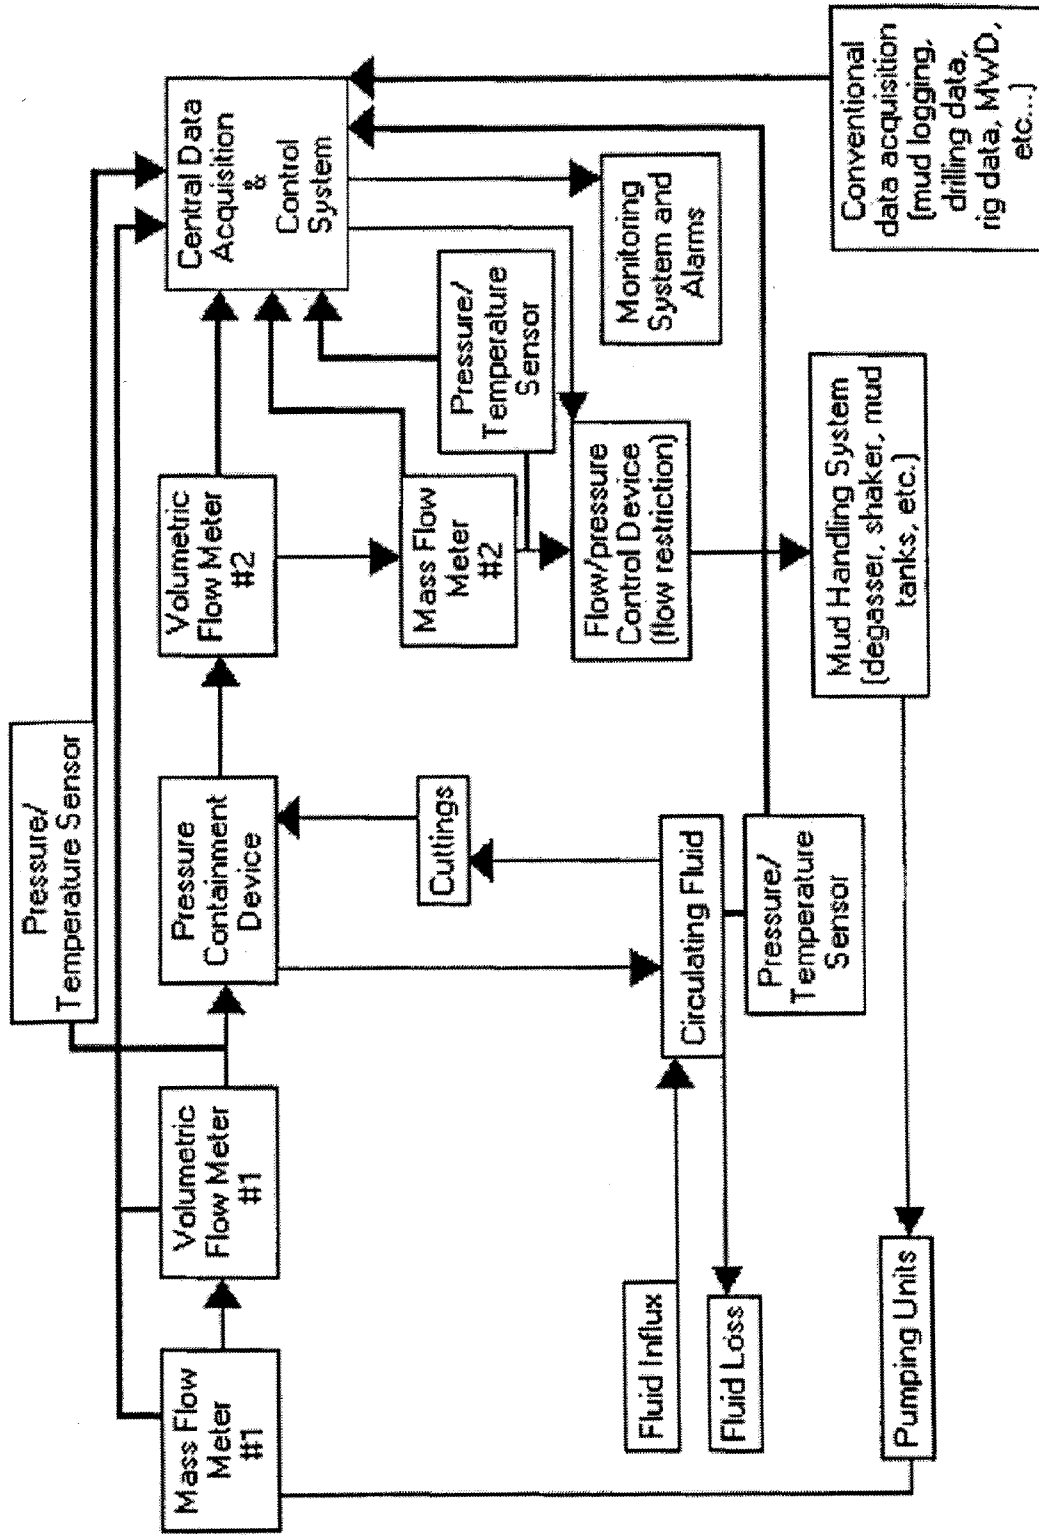 Pressure/
Temperature Sensor
Mass Flow
Meter
#1
Volumetric
Flow Meter
#1
Pressure
Containment
Device
Volumetric
Flow Meter
#2
Central Data
Acquisition
&
Control
System
Cuttings
Mass Flow
Meter
#2
Pressure/
Temperature
Sensor
Fluid Influx
Fluid Loss
Circulating Fluid
Flow/pressure
Control Device
(flow restriction)
Monitoring
System and
Alarms
Pressure/
Temperature
Sensor
Pumping Units
Mud Handling System
(degasser, shaker, mud
tanks, etc.)
Conventional
data acquisition
(mud logging,
drilling data,
rig data, MWD,
etc...)